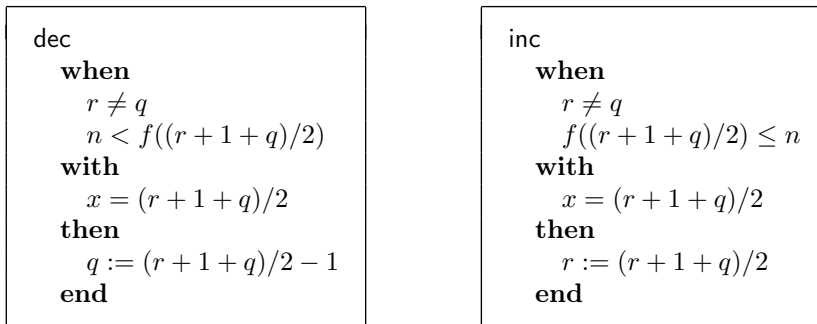 dec
when
r ≠ q
n < f((r + 1 + q)/2)
with
x = (r + 1 + q)/2
then
q := (r + 1 + q)/2 − 1
end
inc
when
r ≠ q
f((r + 1 + q)/2) ≤ n
with
x = (r + 1 + q)/2
then
r := (r + 1 + q)/2
end